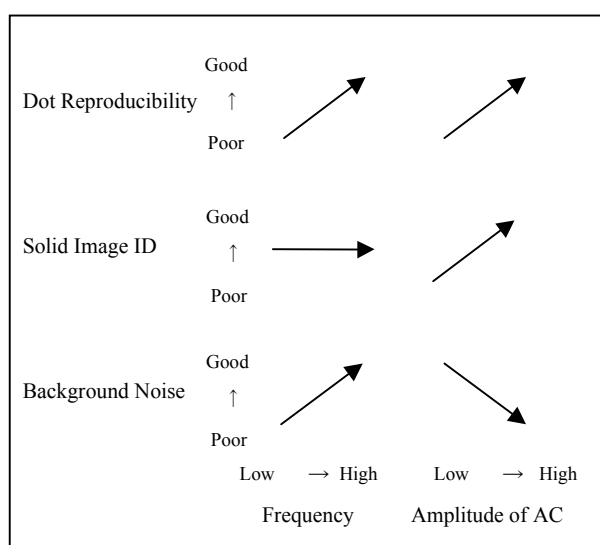 Good
Dot Reproducibility ↑
Poor
Good
Solid Image ID ↑
Poor
Good
Background Noise ↑
Poor
Low → High Low → High
Frequency Amplitude of AC